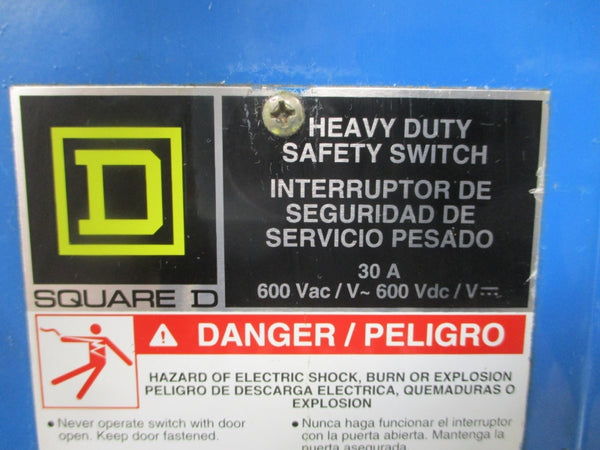 HEAVY DUTY
SAFETY SWITCH
INTERRUPTOR DE
SEGURIDAD DE
SERVICIO PESADO
30 A
600 Vac / V~ 600 Vdc / V⎓
D
SQUARE D
DANGER / PELIGRO
HAZARD OF ELECTRIC SHOCK, BURN OR EXPLOSION
PELIGRO DE DESCARGA ELECTRICA, QUEMADURAS O
EXPLOSION
• Never operate switch with door
open. Keep door fastened.
• Nunca haga funcionar el interruptor
con la puerta abierta. Mantenga la
puerta asegurada.